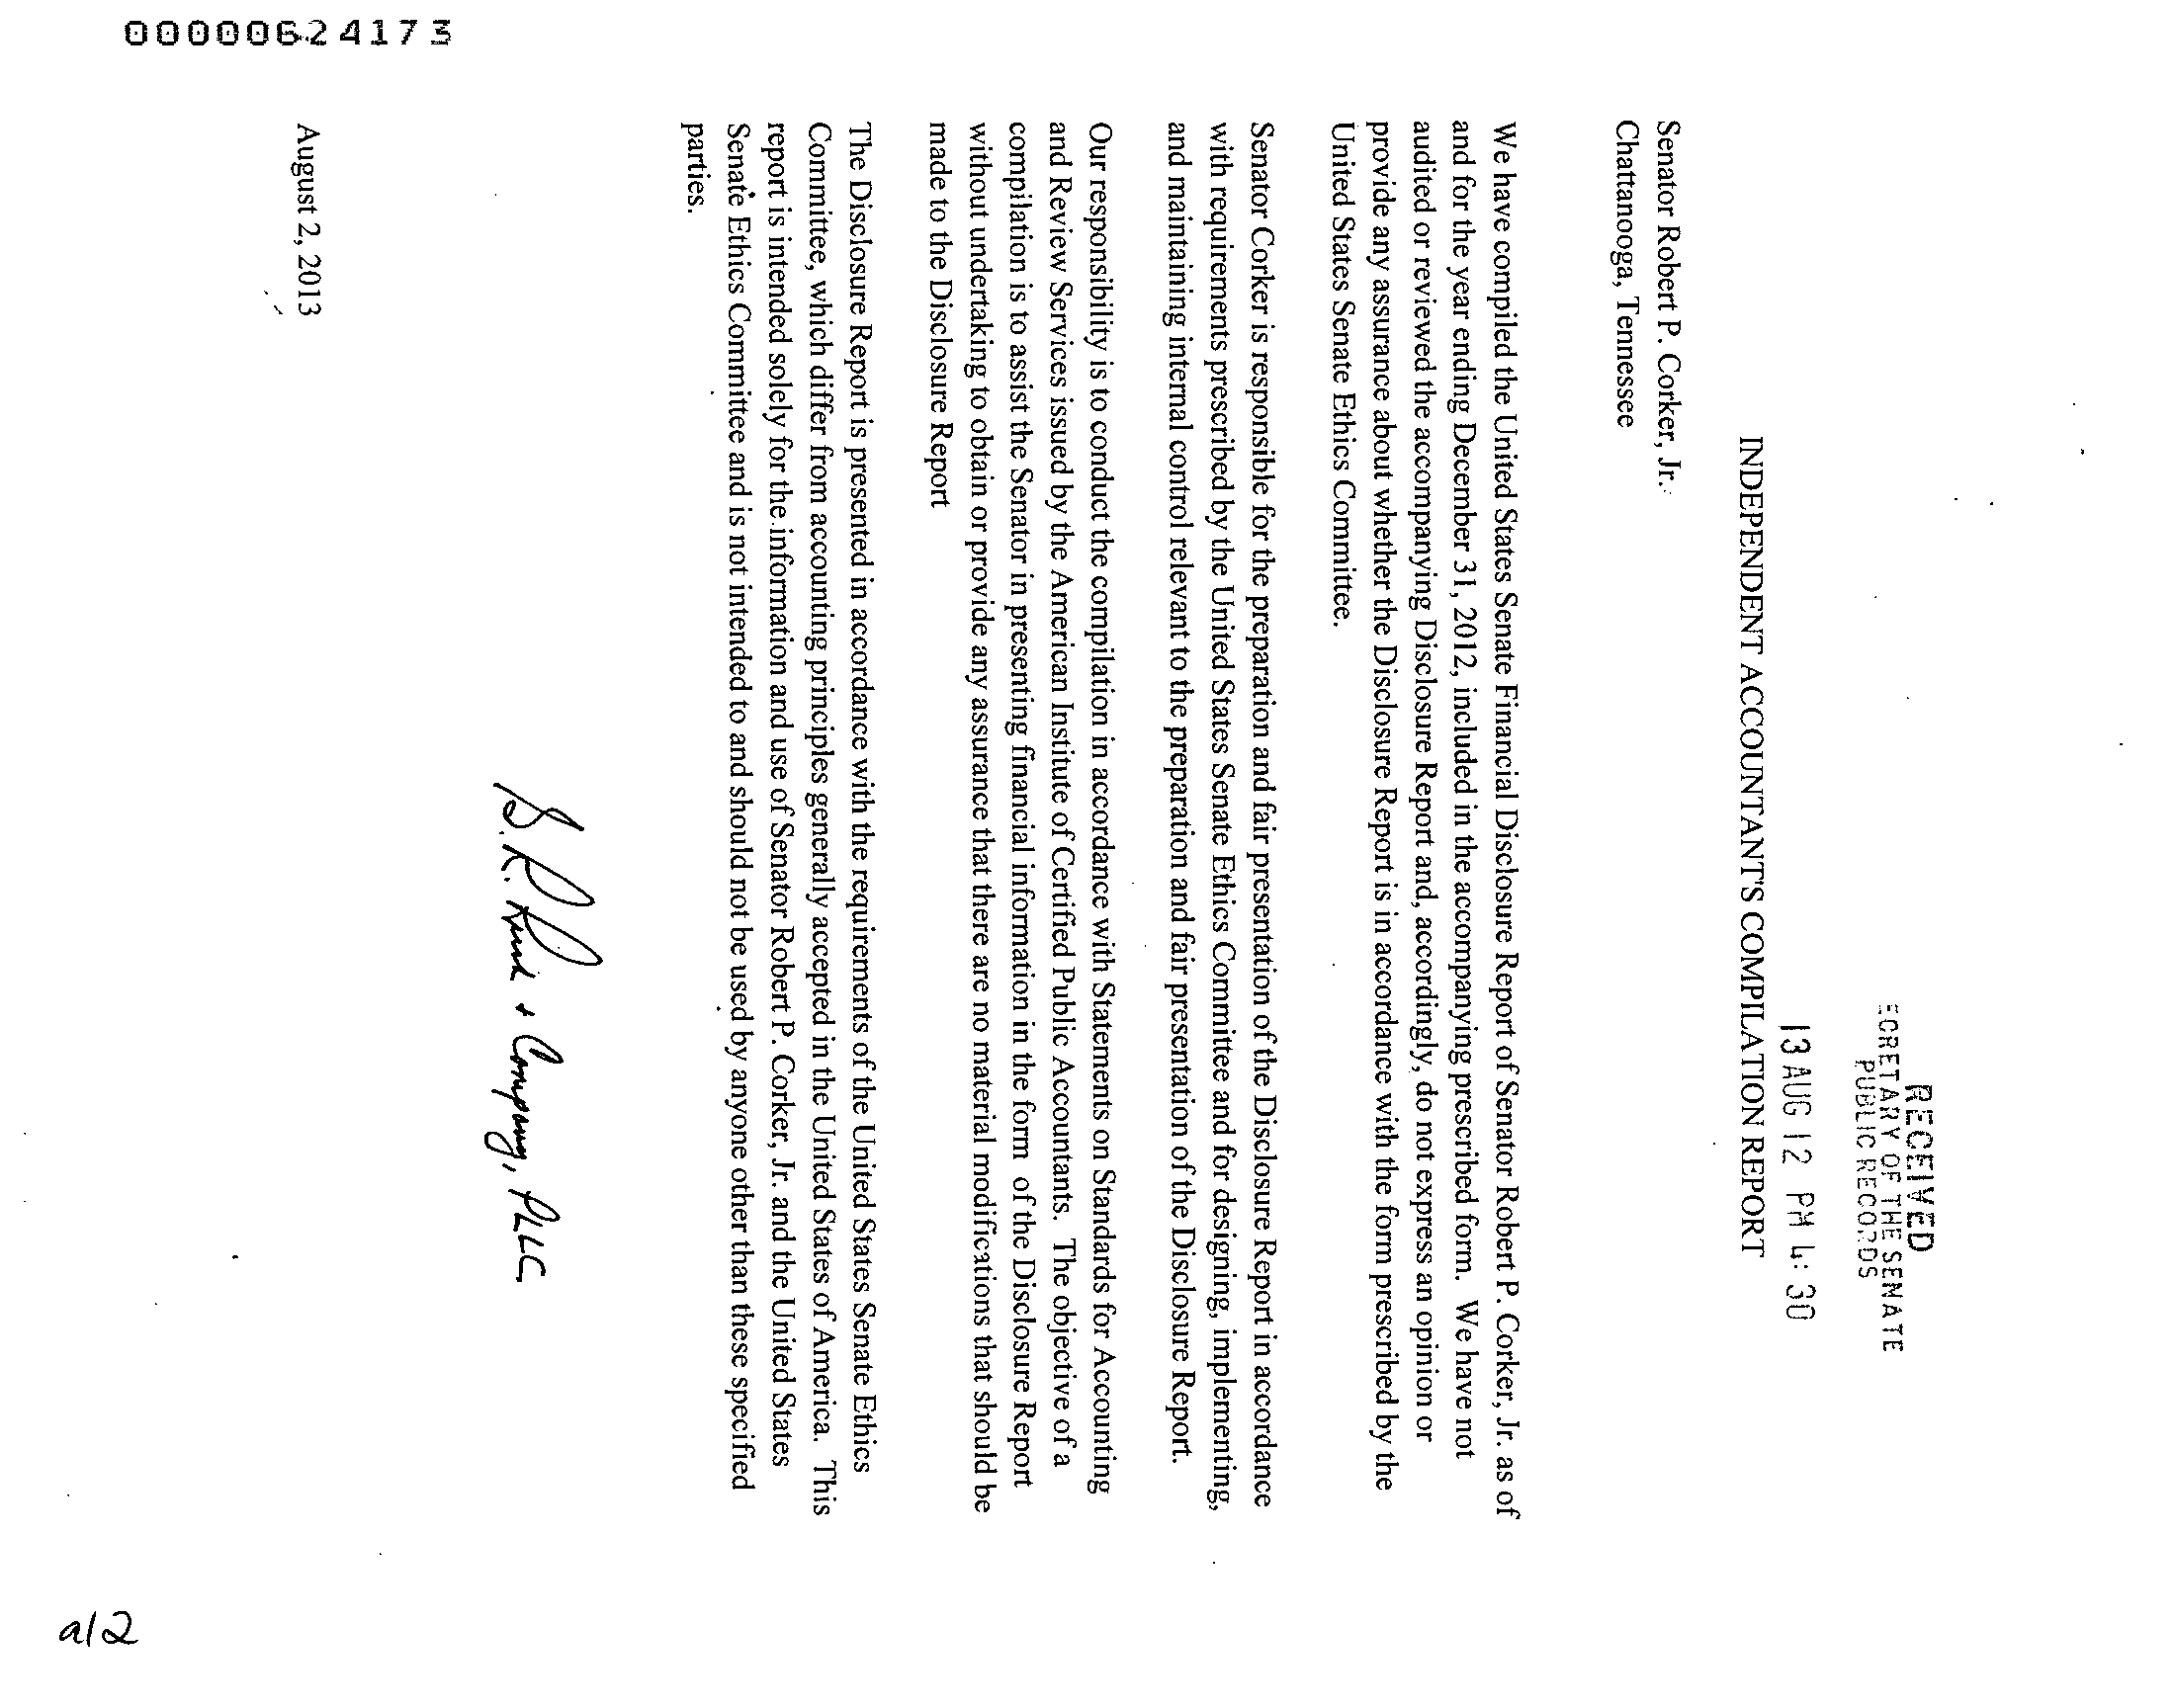 00000624173
RECEIVED
ECRETARY OF THE SENATE
PUBLIC RECORDS
13 AUG 12 PM 4: 30
INDEPENDENT ACCOUNTANT'S COMPILATION REPORT
Senator Robert P. Corker, Jr.
Chattanooga, Tennessee
We have compiled the United States Senate Financial Disclosure Report of Senator Robert P. Corker, Jr. as of
and for the year ending December 31, 2012, included in the accompanying prescribed form. We have not
audited or reviewed the accompanying Disclosure Report and, accordingly, do not express an opinion or
provide any assurance about whether the Disclosure Report is in accordance with the form prescribed by the
United States Senate Ethics Committee.
Senator Corker is responsible for the preparation and fair presentation of the Disclosure Report in accordance
with requirements prescribed by the United States Senate Ethics Committee and for designing, implementing,
and maintaining internal control relevant to the preparation and fair presentation of the Disclosure Report.
Our responsibility is to conduct the compilation in accordance with Statements on Standards for Accounting
and Review Services issued by the American Institute of Certified Public Accountants. The objective of a
compilation is to assist the Senator in presenting financial information in the form of the Disclosure Report
without undertaking to obtain or provide any assurance that there are no material modifications that should be
made to the Disclosure Report
The Disclosure Report is presented in accordance with the requirements of the United States Senate Ethics
Committee, which differ from accounting principles generally accepted in the United States of America. This
report is intended solely for the information and use of Senator Robert P. Corker, Jr. and the United States
Senate Ethics Committee and is not intended to and should not be used by anyone other than these specified
parties.
+ Company, PLLC
August 2, 2013
a12